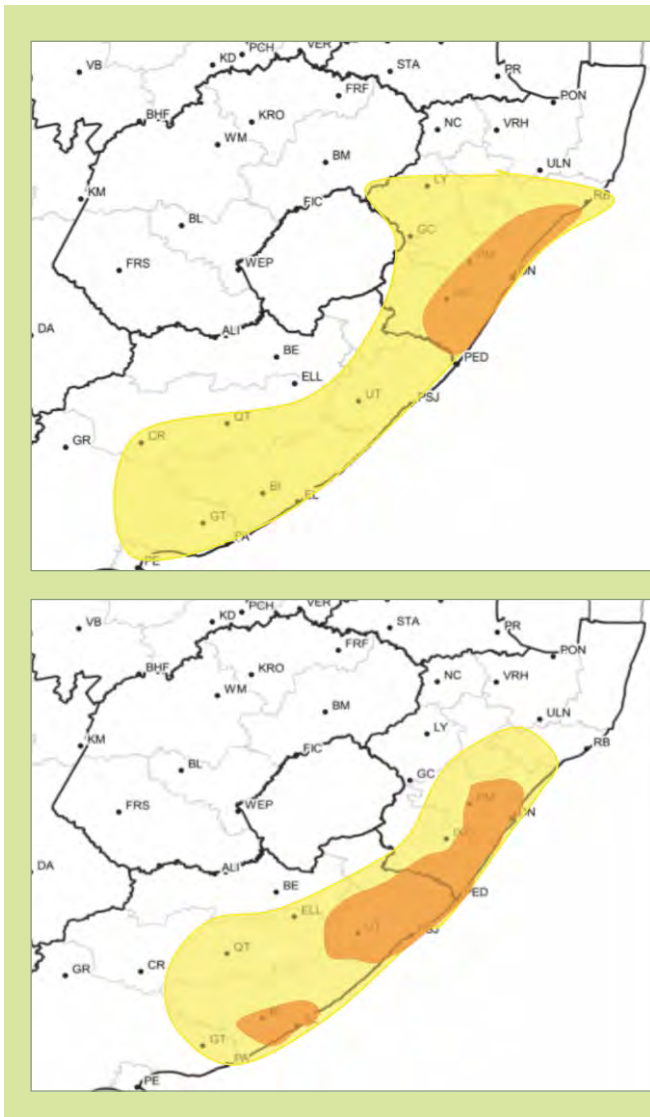 PCH VER
VB KD STA PR
FRF PON
BHF KRO NC VRH
WM
BM ULN
KM LY RB
FIC
BL GC
FRS WEP PM DN
DA ALI
BE PED
ELL
UT PSJ
QT
GR CR
BI EL
GT
PA
PE
PCH VER
VB KD STA PR
FRF PON
BHF KRO NC VRH
WM
BM ULN
KM LY RB
FIC
BL GC
FRS WEP PM DN
DA ALI
BE PED
ELL
UT PSJ
QT
GR CR
GT
PA
PE